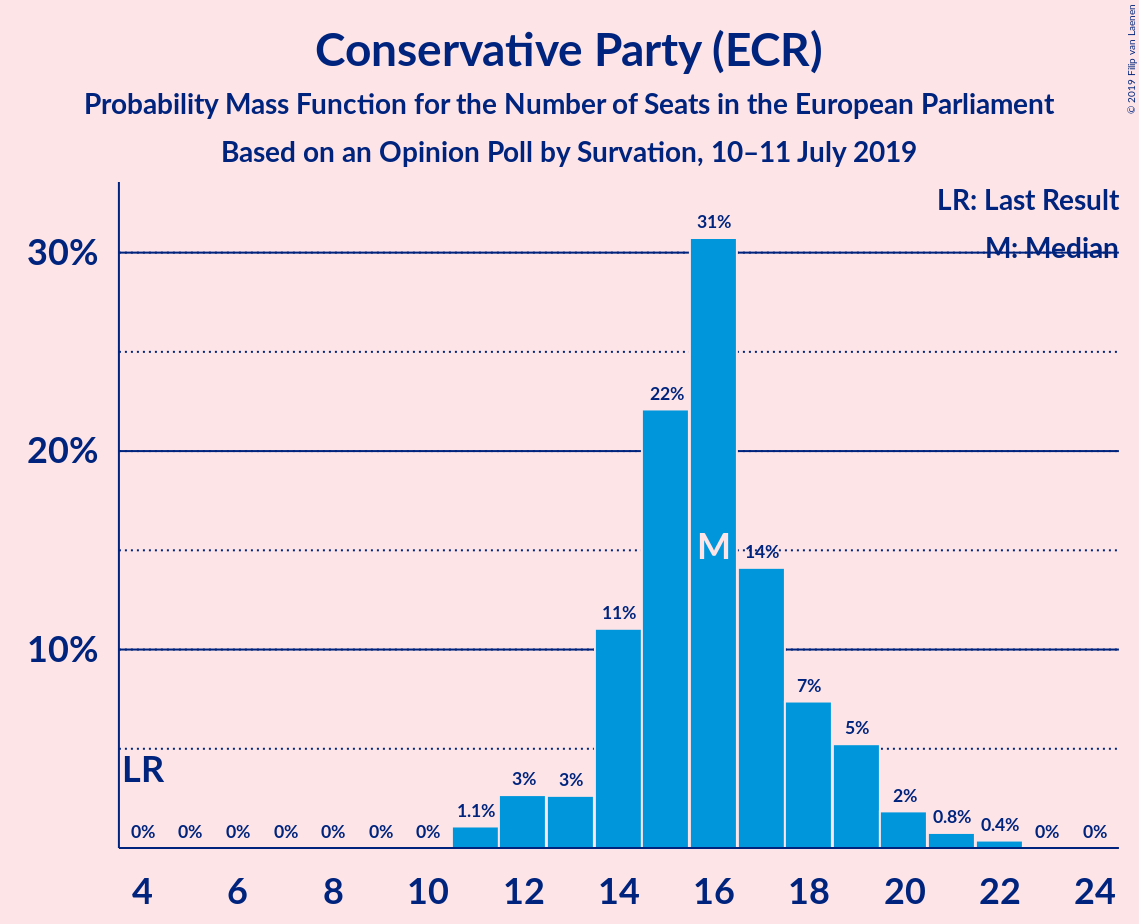 Conservative Party (ECR)
Probability Mass Function for the Number of Seats in the European Parliament
Based on an Opinion Poll by Survation, 10–11 July 2019
© 2019 Filip van Laenen
LR: Last Result
M: Median
30%
20%
10%
31%
22%
M
14%
11%
7%
5%
LR
3%
3%
2%
1.1%
0.8%
0.4%
0% 0% 0% 0% 0% 0% 0% 0% 0%
4 6 8 10 12 14 16 18 20 22 24